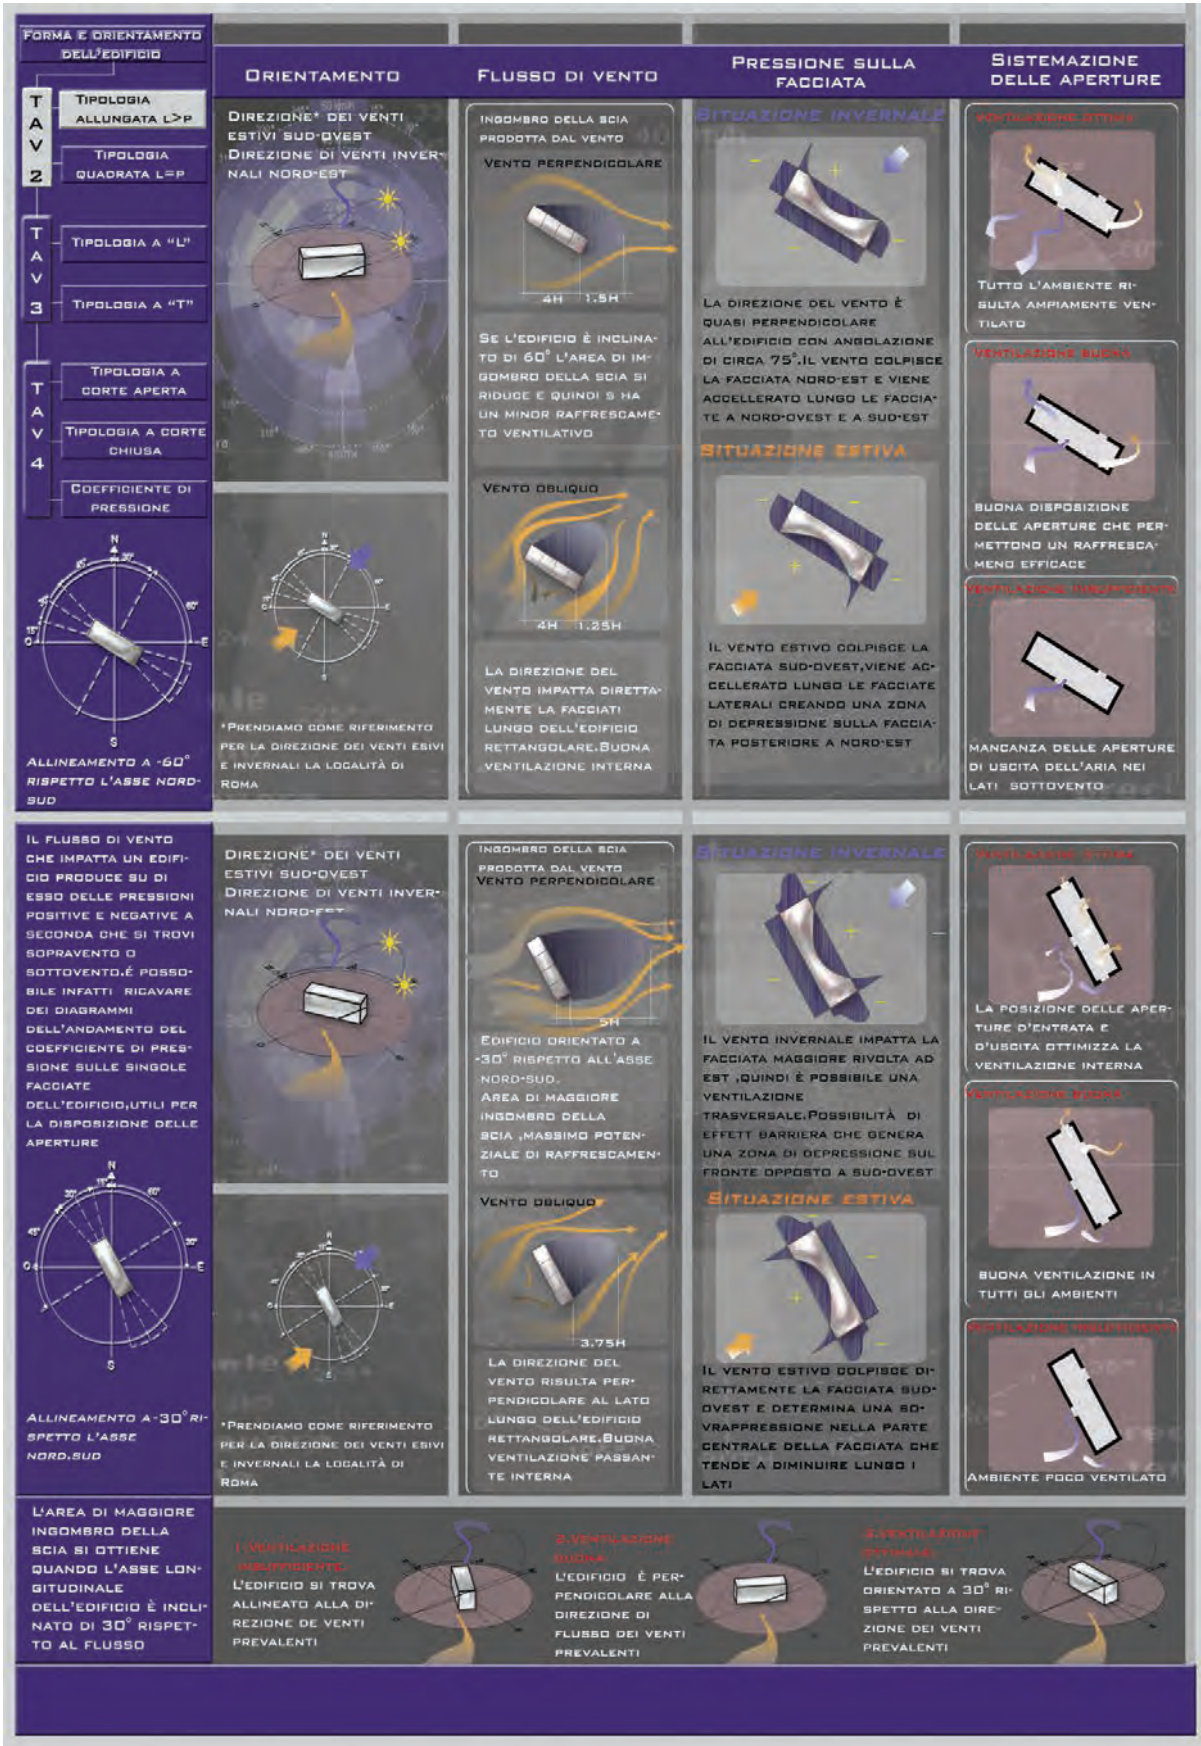 FORMA E ORIENTAMENTO
DELL'EDIFICIO
TAV 2
TIPOLOGIA
ALLUNGATA L>P
TIPOLOGIA
QUADRATA L=P
TAV 3
TIPOLOGIA A "L"
TIPOLOGIA A "T"
TAV 4
TIPOLOGIA A
CORTE APERTA
TIPOLOGIA A CORTE
CHIUSA
COEFFICIENTE DI
PRESSIONE
N
O
E
S
ALLINEAMENTO A -60°
RISPETTO L'ASSE NORD-
SUD
ORIENTAMENTO
DIREZIONE* DEI VENTI
ESTIVI SUD-OVEST
DIREZIONE DI VENTI INVER-
NALI NORD-EST
*PRENDIAMO COME RIFERIMENTO
PER LA DIREZIONE DEI VENTI ESIVI
E INVERNALI LA LOCALITÀ DI
ROMA
FLUSSO DI VENTO
INGOMBRO DELLA SCIA
PRODOTTA DAL VENTO
VENTO PERPENDICOLARE
4H 1.5H
SE L'EDIFICIO È INCLINA-
TO DI 60° L'AREA DI IM-
GOMBRO DELLA SCIA SI
RIDUCE E QUINDI S HA
UN MINOR RAFFRESCAME-
TO VENTILATIVO
VENTO OBLIQUO
4H 1.25H
LA DIREZIONE DEL
VENTO IMPATTA DIRETTA-
MENTE LA FACCIATI
LUNGO DELL'EDIFICIO
RETTANGOLARE.BUONA
VENTILAZIONE INTERNA
PRESSIONE SULLA
FACCIATA
SITUAZIONE INVERNALE
LA DIREZIONE DEL VENTO È
QUASI PERPENDICOLARE
ALL'EDIFICIO CON ANGOLAZIONE
DI CIRCA 75°.IL VENTO COLPISCE
LA FACCIATA NORD-EST E VIENE
ACCELLERATO LUNGO LE FACCIA-
TE A NORD-OVEST E A SUD-EST
SITUAZIONE ESTIVA
IL VENTO ESTIVO COLPISCE LA
FACCIATA SUD-OVEST,VIENE AC-
CELLERATO LUNGO LE FACCIATE
LATERALI CREANDO UNA ZONA
DI DEPRESSIONE SULLA FACCIA-
TA POSTERIORE A NORD-EST
SISTEMAZIONE
DELLE APERTURE
VENTILAZIONE OTTIMA
TUTTO L'AMBIENTE RI-
SULTA AMPIAMENTE VEN-
TILATO
VENTILAZIONE BUONA
BUONA DISPOSIZIONE
DELLE APERTURE CHE PER-
METTONO UN RAFFRESCA-
MENO EFFICACE
VENTILAZIONE INSUFFICIENTE
MANCANZA DELLE APERTURE
DI USCITA DELL'ARIA NEI
LATI SOTTOVENTO
IL FLUSSO DI VENTO
CHE IMPATTA UN EDIFI-
CIO PRODUCE SU DI
ESSO DELLE PRESSIONI
POSITIVE E NEGATIVE A
SECONDA CHE SI TROVI
SOPRAVENTO O
SOTTOVENTO.È POSSO-
BILE INFATTI RICAVARE
DEI DIAGRAMMI
DELL'ANDAMENTO DEL
COEFFICIENTE DI PRES-
SIONE SULLE SINGOLE
FACCIATE
DELL'EDIFICIO,UTILI PER
LA DISPOSIZIONE DELLE
APERTURE
N
O
E
S
ALLINEAMENTO A -30° RI-
SPETTO L'ASSE
NORD.SUD
DIREZIONE* DEI VENTI
ESTIVI SUD-OVEST
DIREZIONE DI VENTI INVER-
NALI NORD-EST
*PRENDIAMO COME RIFERIMENTO
PER LA DIREZIONE DEI VENTI ESIVI
E INVERNALI LA LOCALITÀ DI
ROMA
INGOMBRO DELLA SCIA
PRODOTTA DAL VENTO
VENTO PERPENDICOLARE
5H
EDIFICIO ORIENTATO A
-30° RISPETTO ALL'ASSE
NORD-SUD.
AREA DI MAGGIORE
INGOMBRO DELLA
SCIA ,MASSIMO POTEN-
ZIALE DI RAFFRESCAMEN-
TO
VENTO OBLIQUO
3.75H
LA DIREZIONE DEL
VENTO RISULTA PER-
PENDICOLARE AL LATO
LUNGO DELL'EDIFICIO
RETTANGOLARE.BUONA
VENTILAZIONE PASSAN-
TE INTERNA
SITUAZIONE INVERNALE
IL VENTO INVERNALE IMPATTA LA
FACCIATA MAGGIORE RIVOLTA AD
EST ,QUINDI È POSSIBILE UNA
VENTILAZIONE
TRASVERSALE.POSSIBILITÀ DI
EFFETT BARRIERA CHE GENERA
UNA ZONA DI DEPRESSIONE SUL
FRONTE OPPOSTO A SUD-OVEST
SITUAZIONE ESTIVA
IL VENTO ESTIVO COLPISCE DI-
RETTAMENTE LA FACCIATA SUD-
OVEST E DETERMINA UNA SO-
VRAPPRESSIONE NELLA PARTE
CENTRALE DELLA FACCIATA CHE
TENDE A DIMINUIRE LUNGO I
LATI
VENTILAZIONE OTTIMA
LA POSIZIONE DELLE APER-
TURE D'ENTRATA E
D'USCITA OTTIMIZZA LA
VENTILAZIONE INTERNA
VENTILAZIONE BUONA
BUONA VENTILAZIONE IN
TUTTI GLI AMBIENTI
VENTILAZIONE INSUFFICIENTE
AMBIENTE POCO VENTILATO
L'AREA DI MAGGIORE
INGOMBRO DELLA
SCIA SI OTTIENE
QUANDO L'ASSE LON-
GITUDINALE
DELL'EDIFICIO È INCLI-
NATO DI 30° RISPET-
TO AL FLUSSO
1.VENTILAZIONE
INSUFFICIENTE.
L'EDIFICIO SI TROVA
ALLINEATO ALLA DI-
REZIONE DE VENTI
PREVALENTI
2.VENTILAZIONE
BUONA.
L'EDIFICIO È PER-
PENDICOLARE ALLA
DIREZIONE DI
FLUSSO DEI VENTI
PREVALENTI
3.VENTILAZIONE
L'EDIFICIO SI TROVA
ORIENTATO A 30° RI-
SPETTO ALLA DIRE-
ZIONE DEI VENTI
PREVALENTI